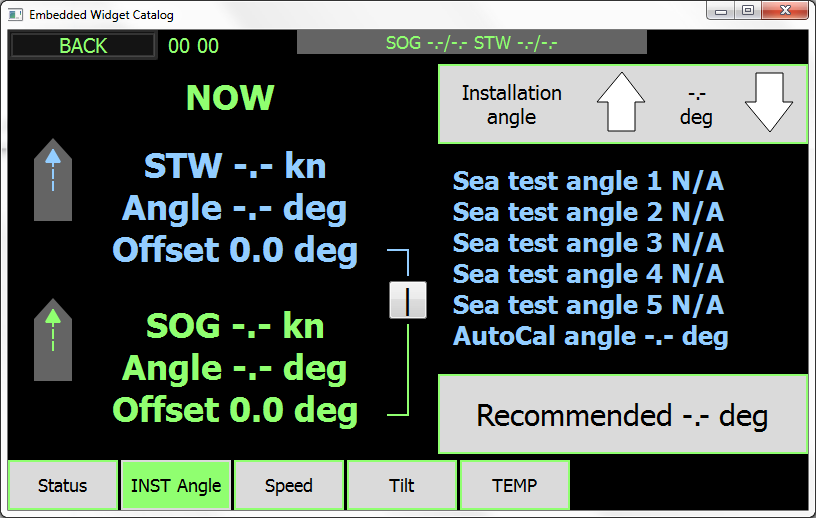 Embedded Widget Catalog
BACK
00 00
SOG -.-/-.- STW -.-/-.-
NOW
STW -.- kn
Angle -.- deg
Offset 0.0 deg
|
SOG -.- kn
Angle -.- deg
Offset 0.0 deg
Installation
angle
-.-
deg
Sea test angle 1 N/A
Sea test angle 2 N/A
Sea test angle 3 N/A
Sea test angle 4 N/A
Sea test angle 5 N/A
AutoCal angle -.- deg
Recommended -.- deg
Status
INST Angle
Speed
Tilt
TEMP